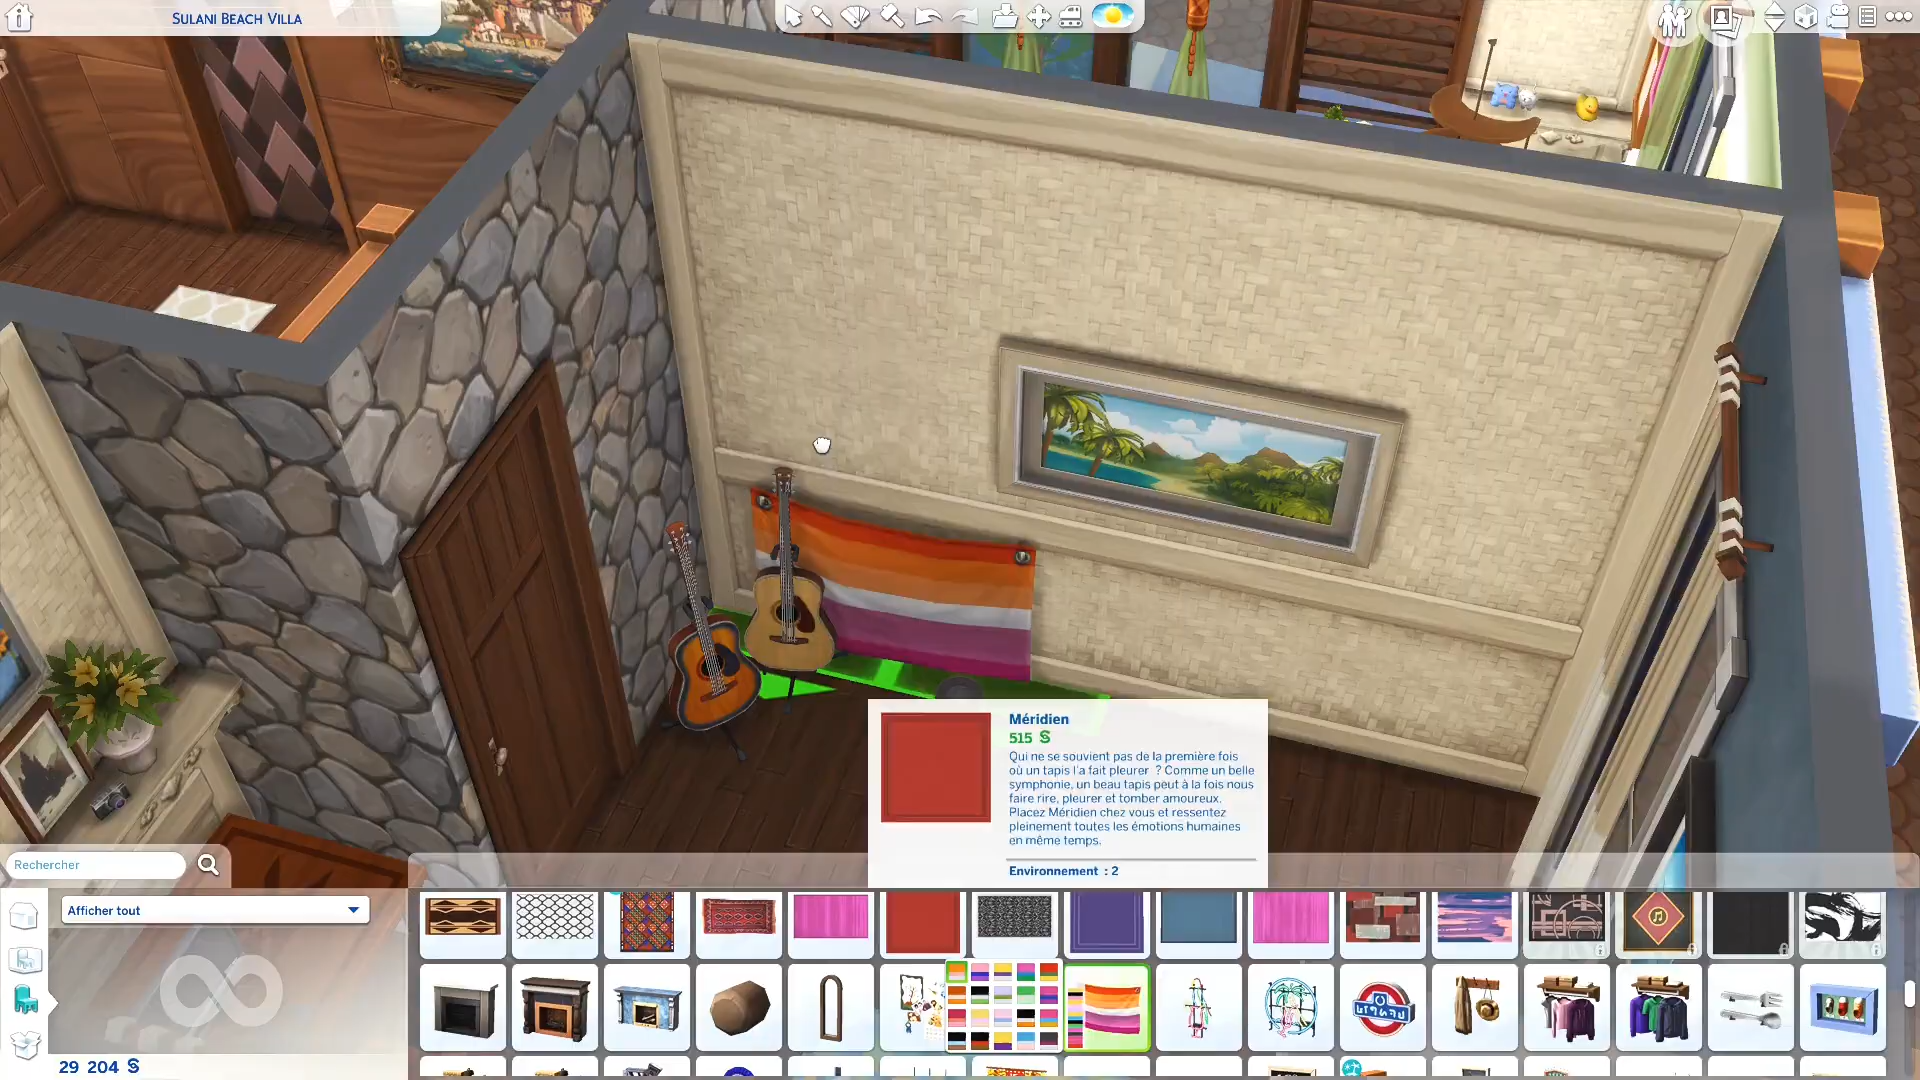 Sulani Beach Villa
Méridien
515 §
Qui ne se souvient pas de la première fois
où un tapis l'a fait pleurer ? Comme un belle
symphonie, un beau tapis peut à la fois nous
faire rire, pleurer et tomber amoureux.
Placez Méridien chez vous et ressentez
pleinement toutes les émotions humaines
en même temps.
Environnement : 2
Rechercher
Afficher tout
29 204 §